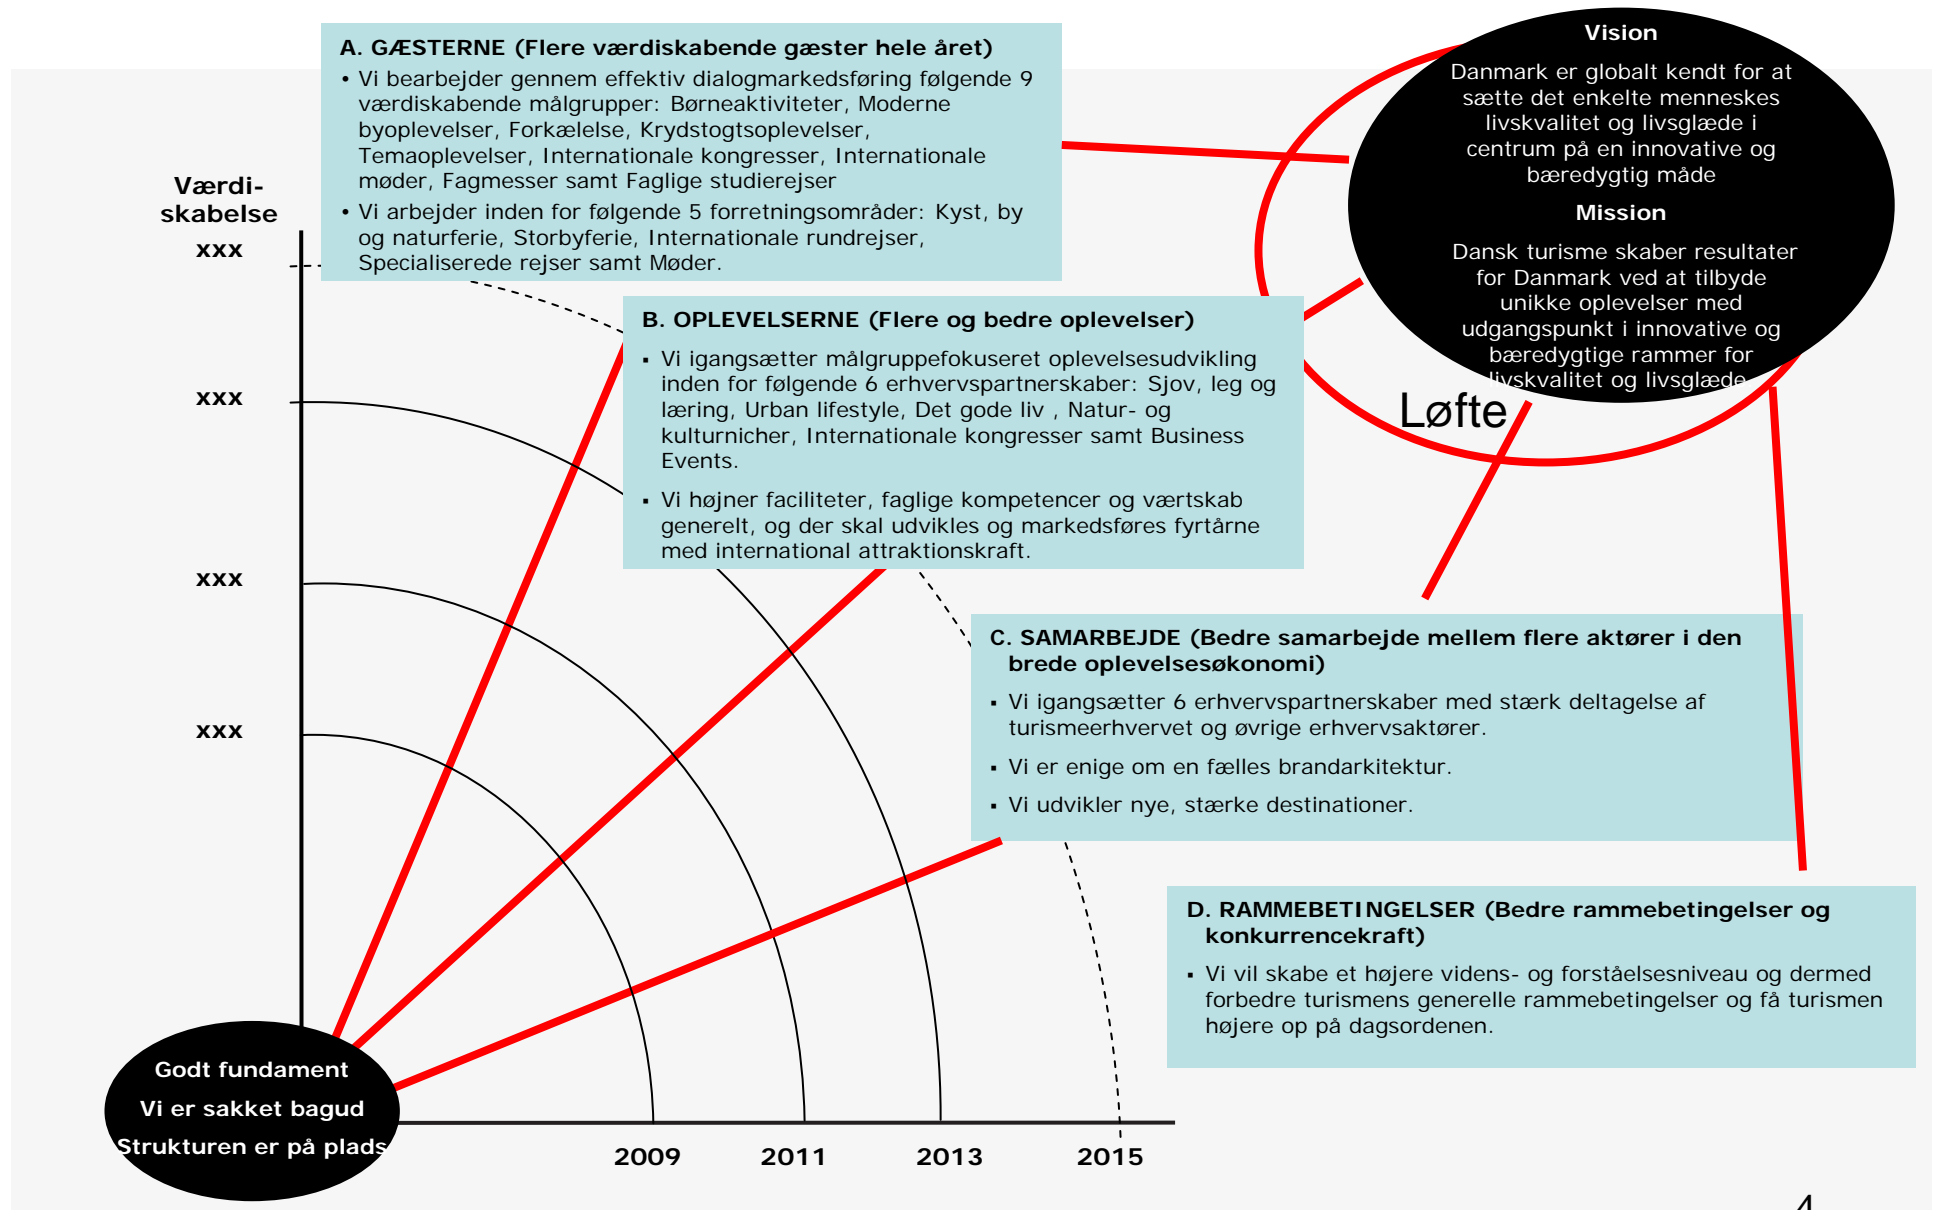 A. GÆSTERNE (Flere værdiskabende gæster hele året)
• Vi bearbejder gennem effektiv dialogmarkedsføring følgende 9
værdiskabende målgrupper: Børneaktiviteter, Moderne
byoplevelser, Forkælelse, Krydstogtsoplevelser,
Temaoplevelser, Internationale kongresser, Internationale
møder, Fagmesser samt Faglige studierejser
• Vi arbejder inden for følgende 5 forretningsområder: Kyst, by
og naturferie, Storbyferie, Internationale rundrejser,
Specialiserede rejser samt Møder.
Vision
Danmark er globalt kendt for at
sætte det enkelte menneskes
livskvalitet og livsglæde i
centrum på en innovative og
bæredygtig måde
Mission
Dansk turisme skaber resultater
for Danmark ved at tilbyde
unikke oplevelser med
udgangspunkt i innovative og
bæredygtige rammer for
livskvalitet og livsglæde
Løfte
Værdi-
skabelse
xxx
xxx
xxx
xxx
B. OPLEVELSERNE (Flere og bedre oplevelser)
▪ Vi igangsætter målgruppefokuseret oplevelsesudvikling
inden for følgende 6 erhvervspartnerskaber: Sjov, leg og
læring, Urban lifestyle, Det gode liv , Natur- og
kulturnicher, Internationale kongresser samt Business
Events.
▪ Vi højner faciliteter, faglige kompetencer og værtskab
generelt, og der skal udvikles og markedsføres fyrtårne
med international attraktionskraft.
C. SAMARBEJDE (Bedre samarbejde mellem flere aktører i den
brede oplevelsesøkonomi)
▪ Vi igangsætter 6 erhvervspartnerskaber med stærk deltagelse af
turismeerhvervet og øvrige erhvervsaktører.
▪ Vi er enige om en fælles brandarkitektur.
▪ Vi udvikler nye, stærke destinationer.
D. RAMMEBETINGELSER (Bedre rammebetingelser og
konkurrencekraft)
▪ Vi vil skabe et højere videns- og forståelsesniveau og dermed
forbedre turismens generelle rammebetingelser og få turismen
højere op på dagsordenen.
Godt fundament
Vi er sakket bagud
Strukturen er på plads
2009
2011
2013
2015
4